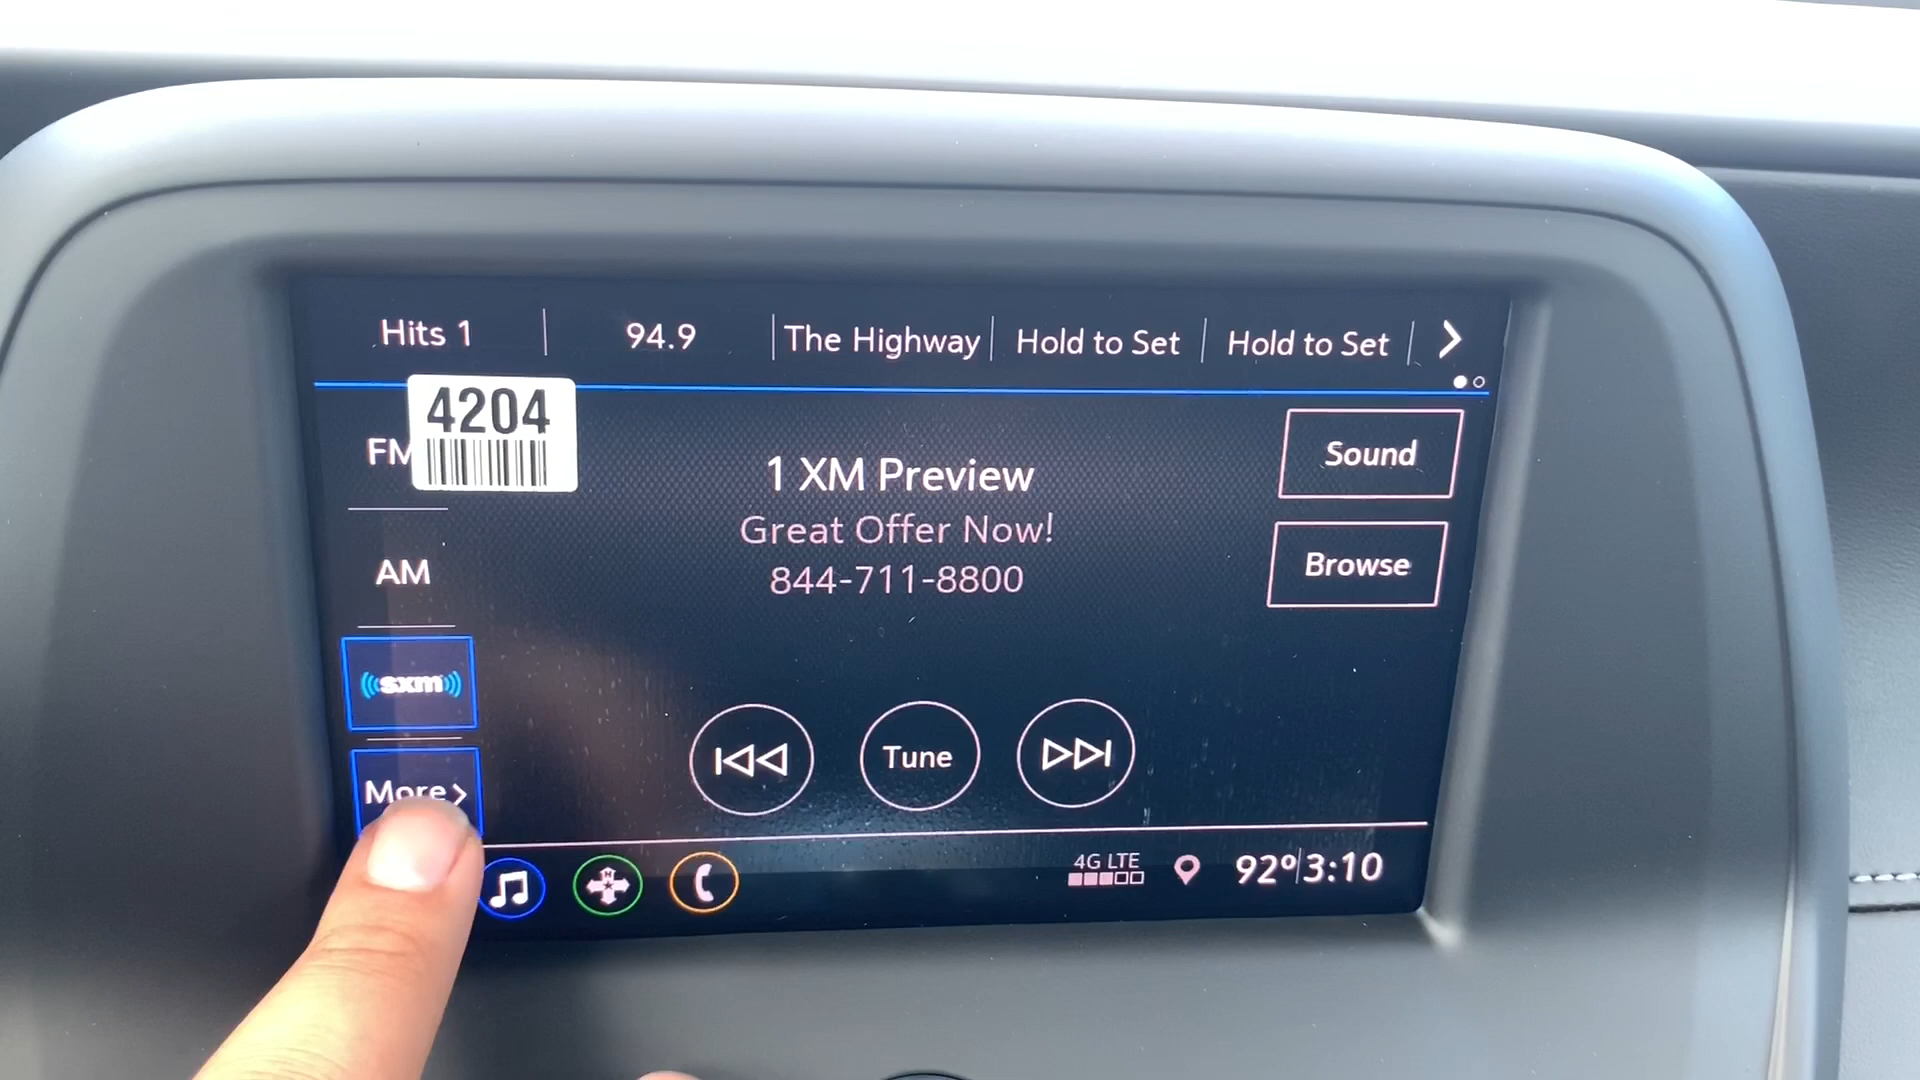 Hits 1
94.9
The Highway
Hold to Set
Hold to Set
4204
FM
1 XM Preview
Great Offer Now!
844-711-8800
Sound
Browse
AM
sxm
More
Tune
4G LTE
92° 3:10